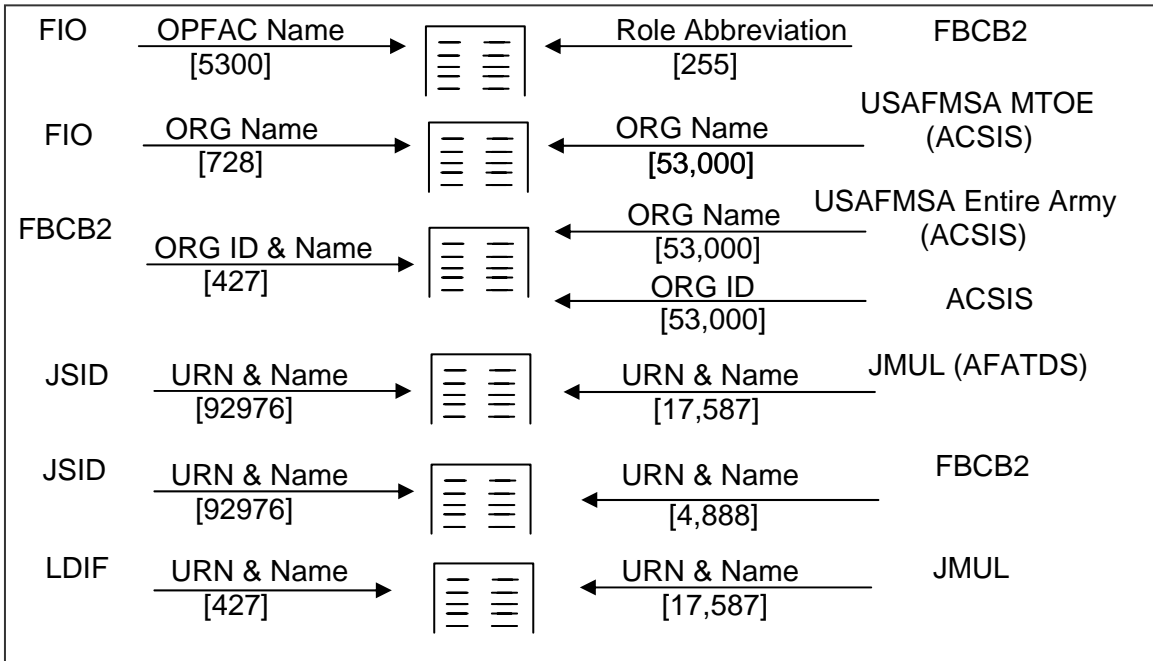 FIO OPFAC Name Role Abbreviation FBCB2
[5300] [255]
USAFMSA MTOE
FIO ORG Name ORG Name (ACSIS)
[728] [53,000]
USAFMSA Entire Army
FBCB2 ORG Name (ACSIS)
ORG ID & Name [53,000]
[427] ORG ID ACSIS
[53,000]
JSID URN & Name URN & Name JMUL (AFATDS)
[92976] [17,587]
JSID URN & Name URN & Name FBCB2
[92976] [4,888]
LDIF URN & Name URN & Name JMUL
[427] [17,587]